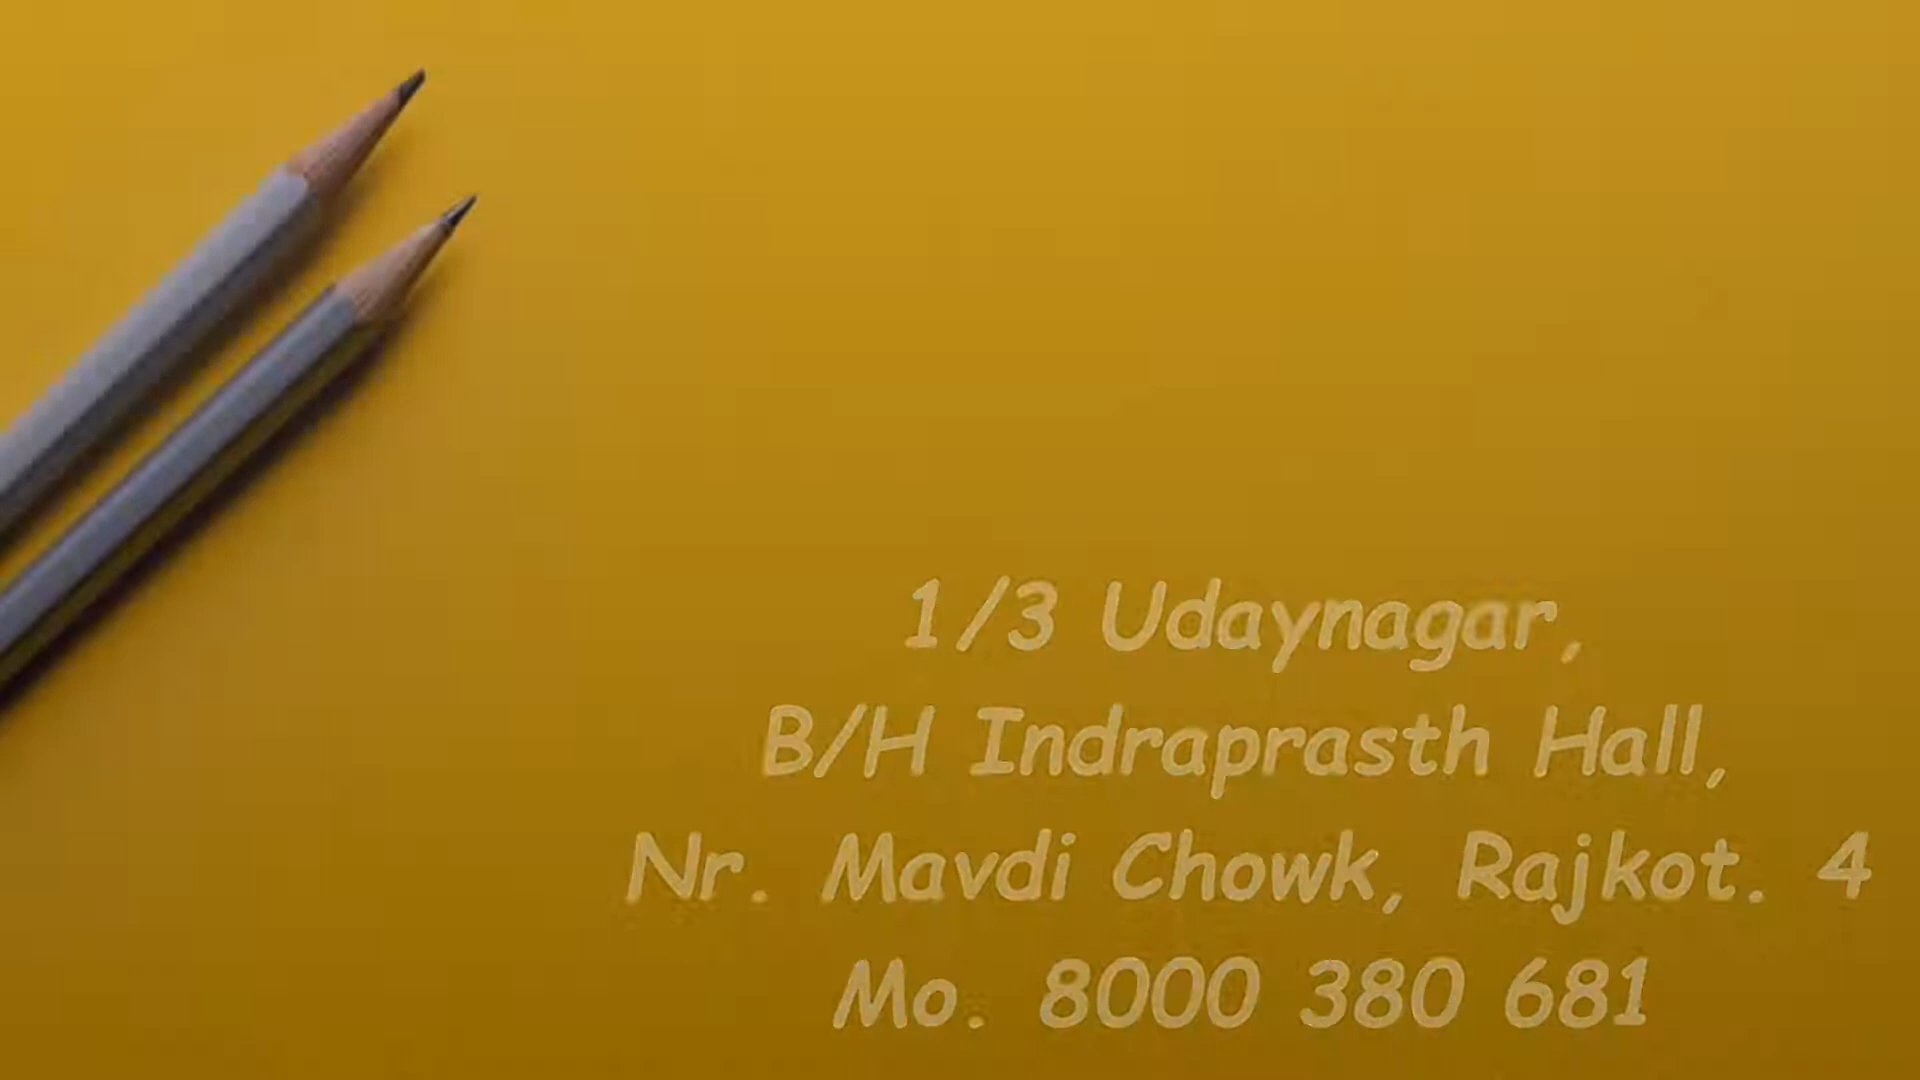 1/3 Udaynagar,
B/H Indraprasth Hall,
Nr. Mavdi Chowk, Rajkot. 4
Mo. 8000 380 681